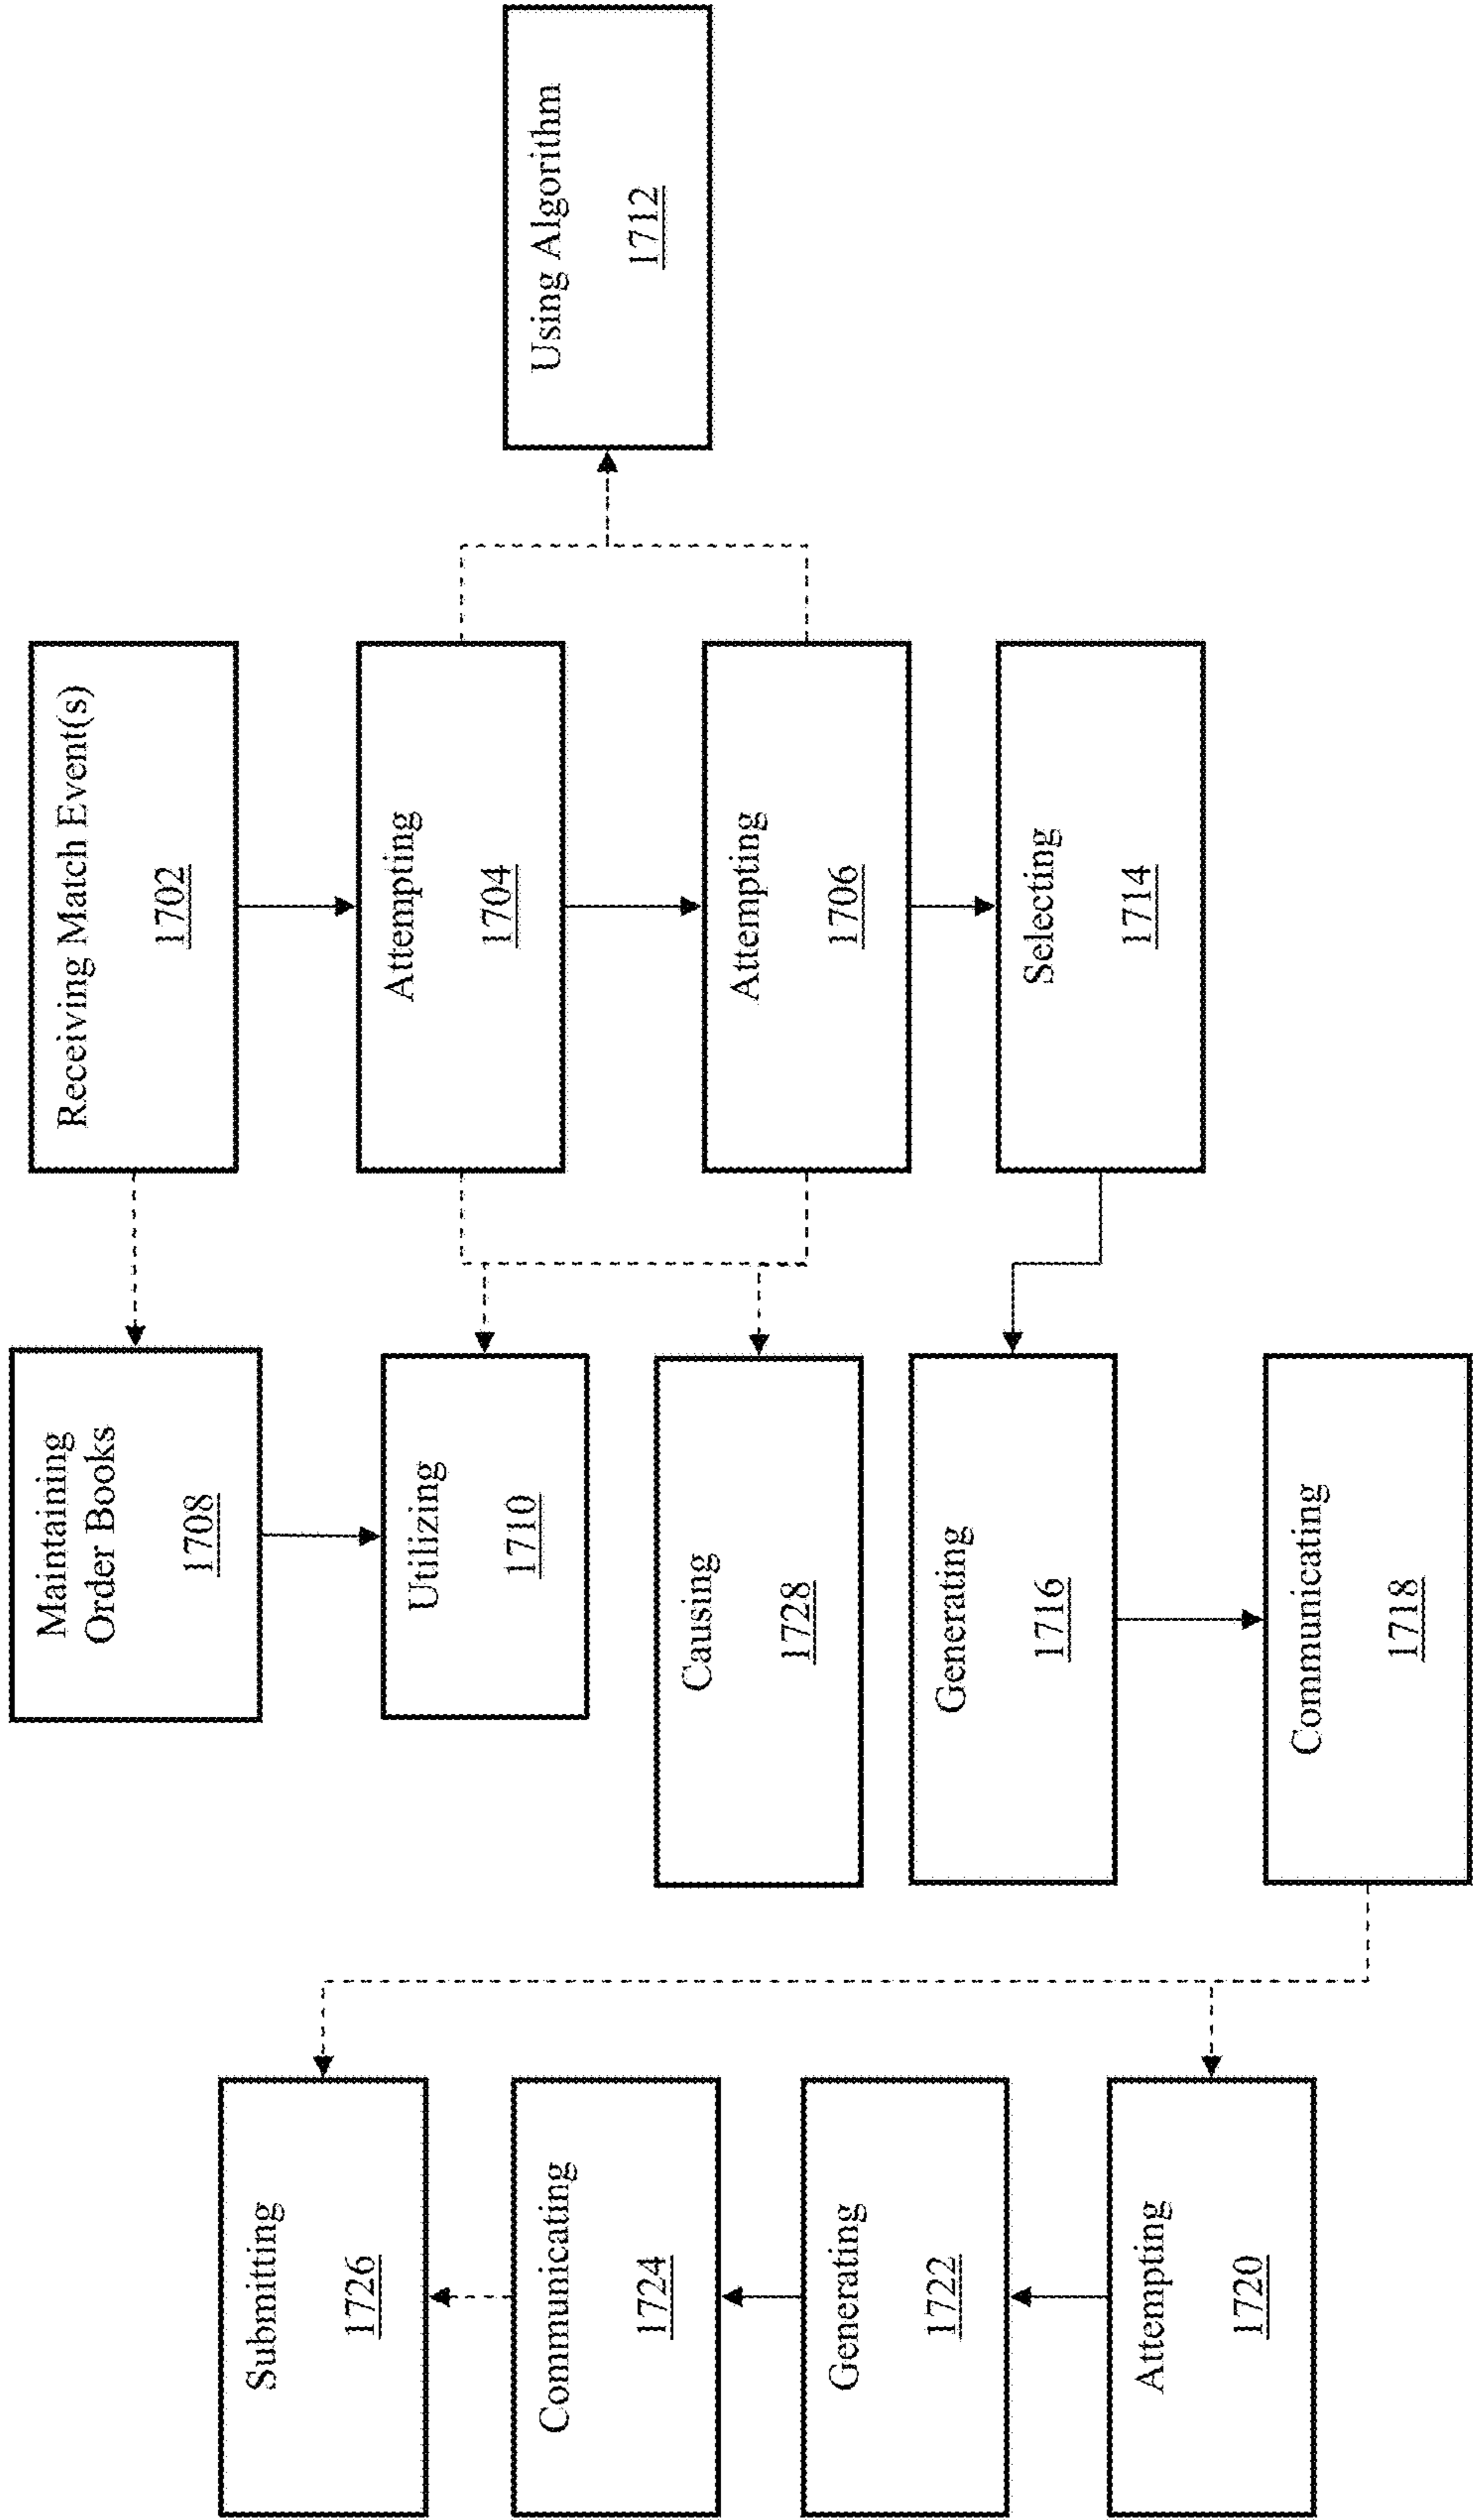 Receiving Match Event(s)
1702
Attempting
1704
Attempting
1706
Selecting
1714
Using Algorithm
1712
Maintaining
Order Books
1708
Utilizing
1710
Causing
1728
Generating
1716
Communicating
1718
Submitting
1726
Communicating
1724
Generating
1722
Attempting
1720